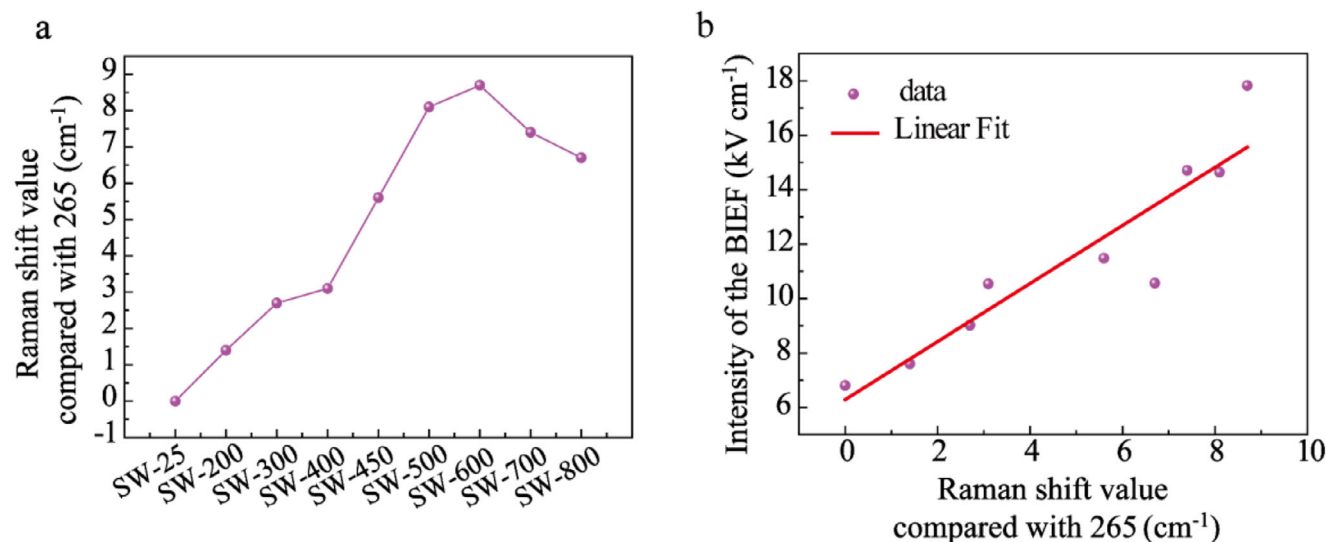 a
Raman shift value
compared with 265 (cm⁻¹)
9
8
7
6
5
4
3
2
1
0
-1
SW-25
SW-200
SW-300
SW-400
SW-450
SW-500
SW-600
SW-700
SW-800
b
Intensity of the BIEF (kV cm⁻¹)
18
16
14
12
10
8
6
data
Linear Fit
0 2 4 6 8 10
Raman shift value
compared with 265 (cm⁻¹)